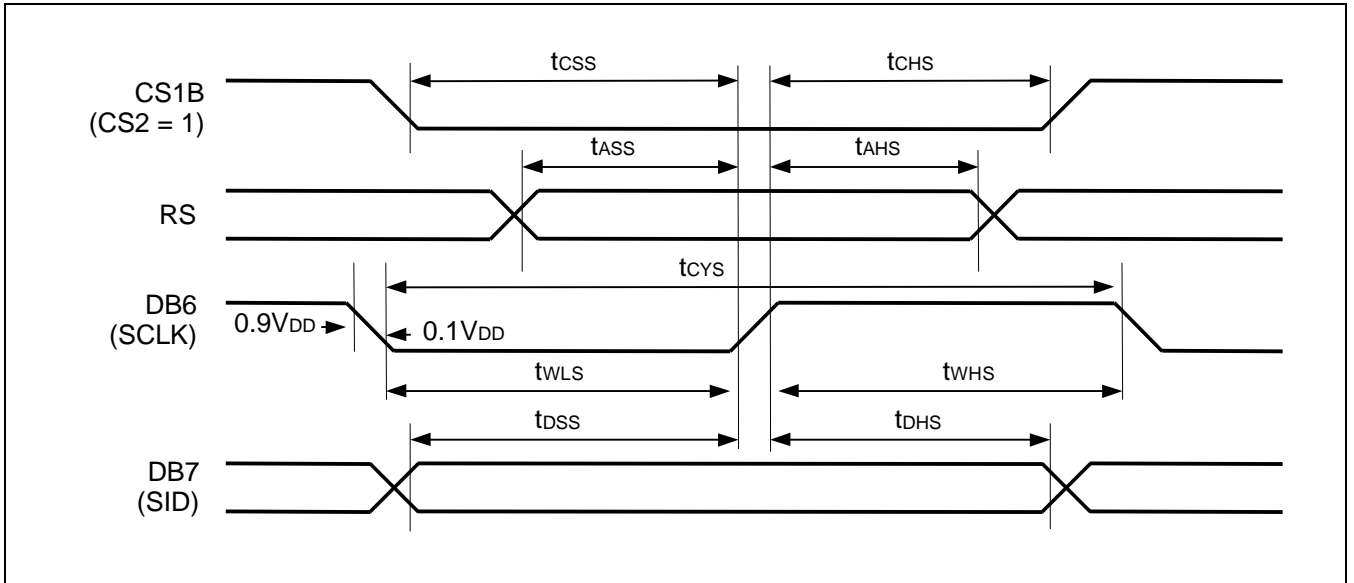 tCSS tCHS
CS1B
(CS2 = 1)
tASS tAHS
RS
tCYS
DB6
(SCLK)
0.9VDD 0.1VDD
tWLS tWHS
tDSS tDHS
DB7
(SID)